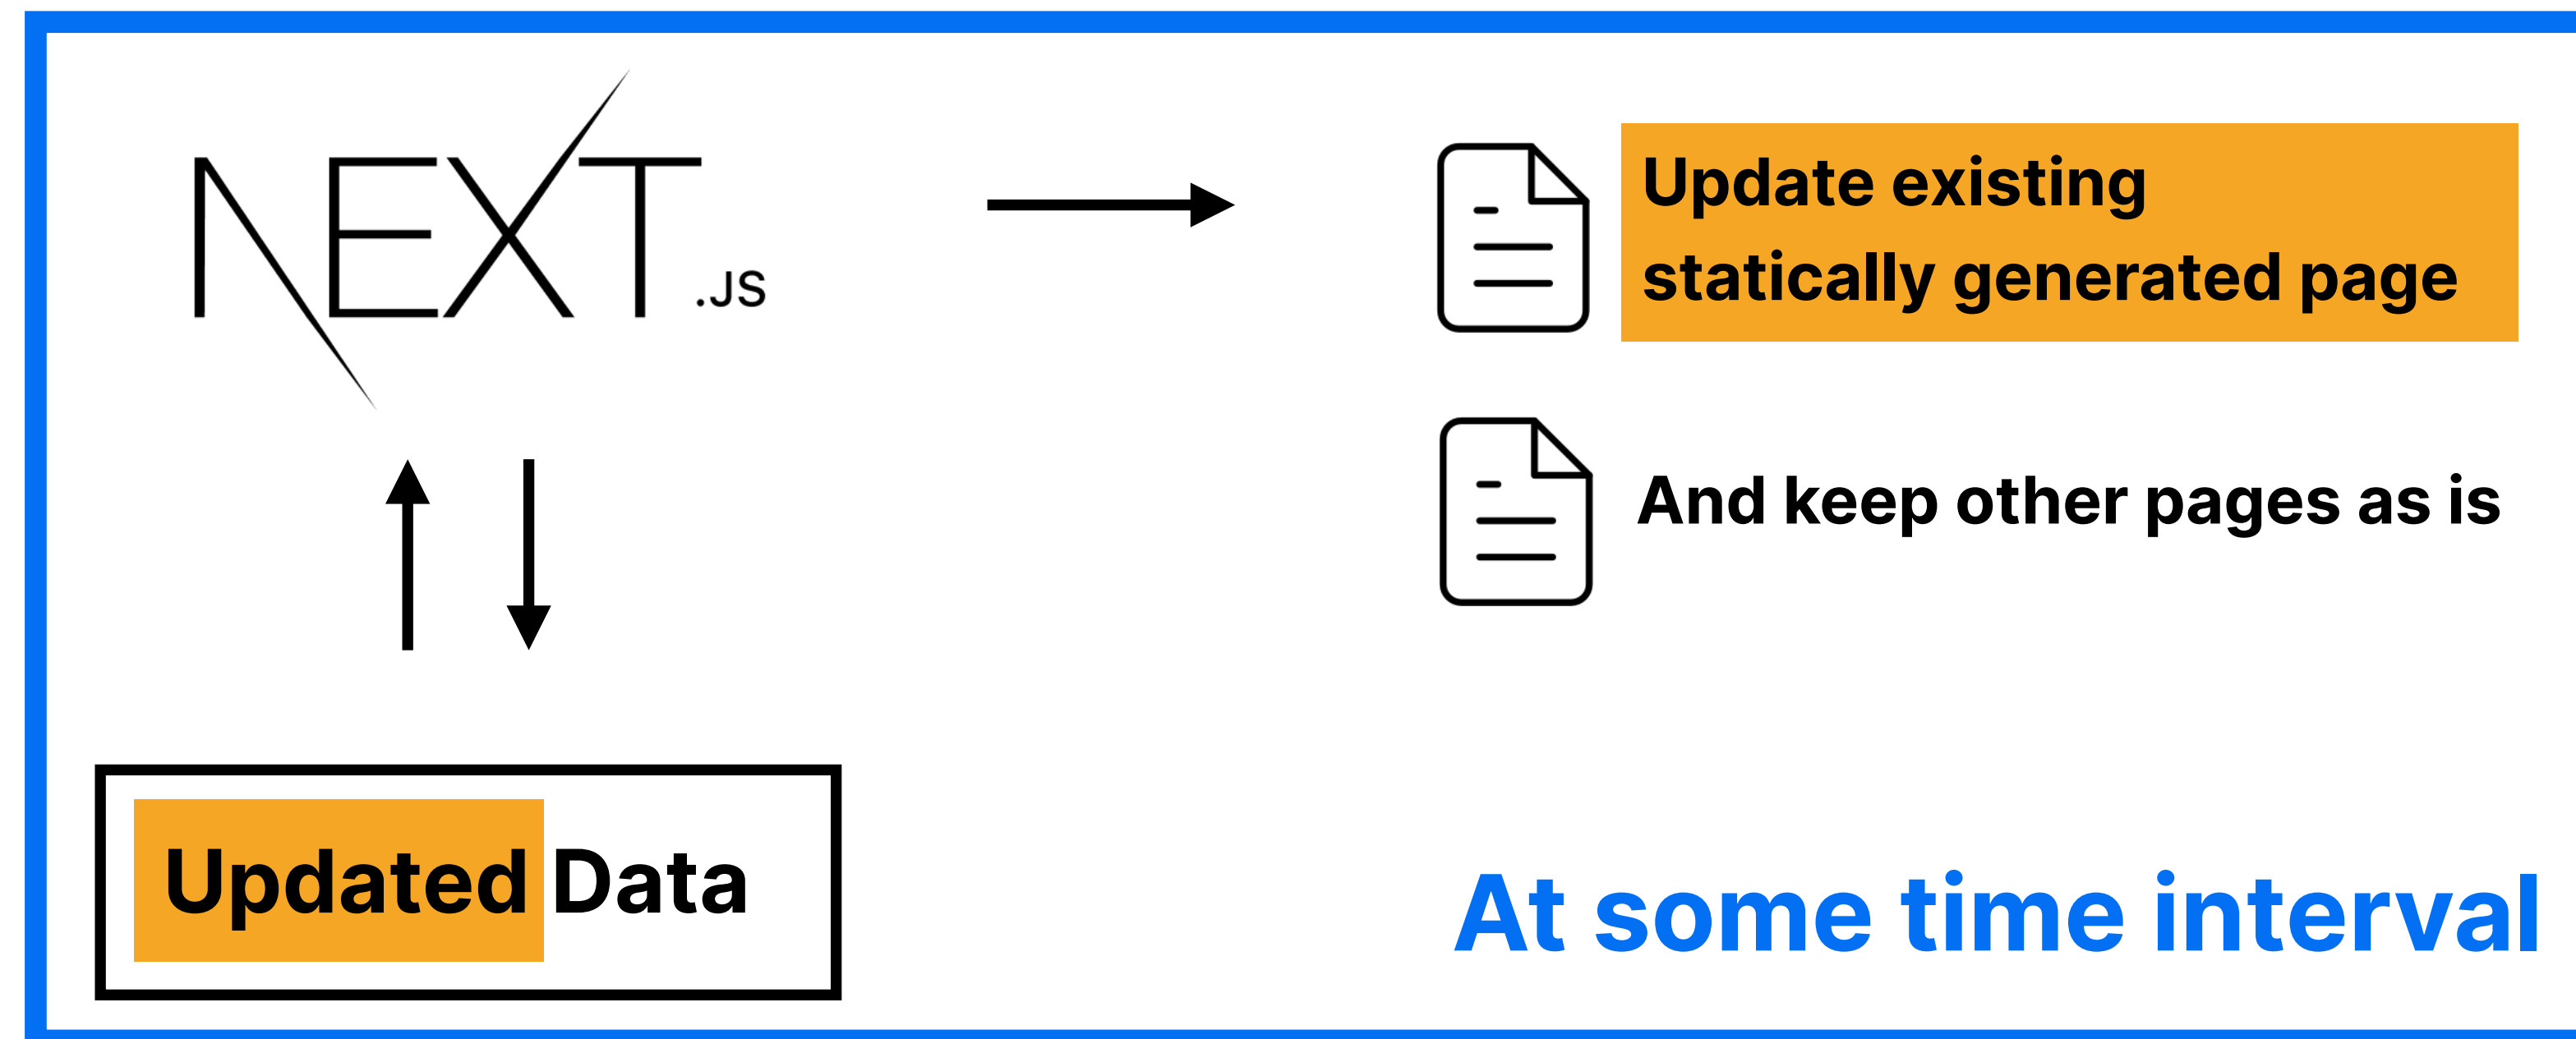 NEXT.JS
Update existing
statically generated page
And keep other pages as is
Updated Data
At some time interval